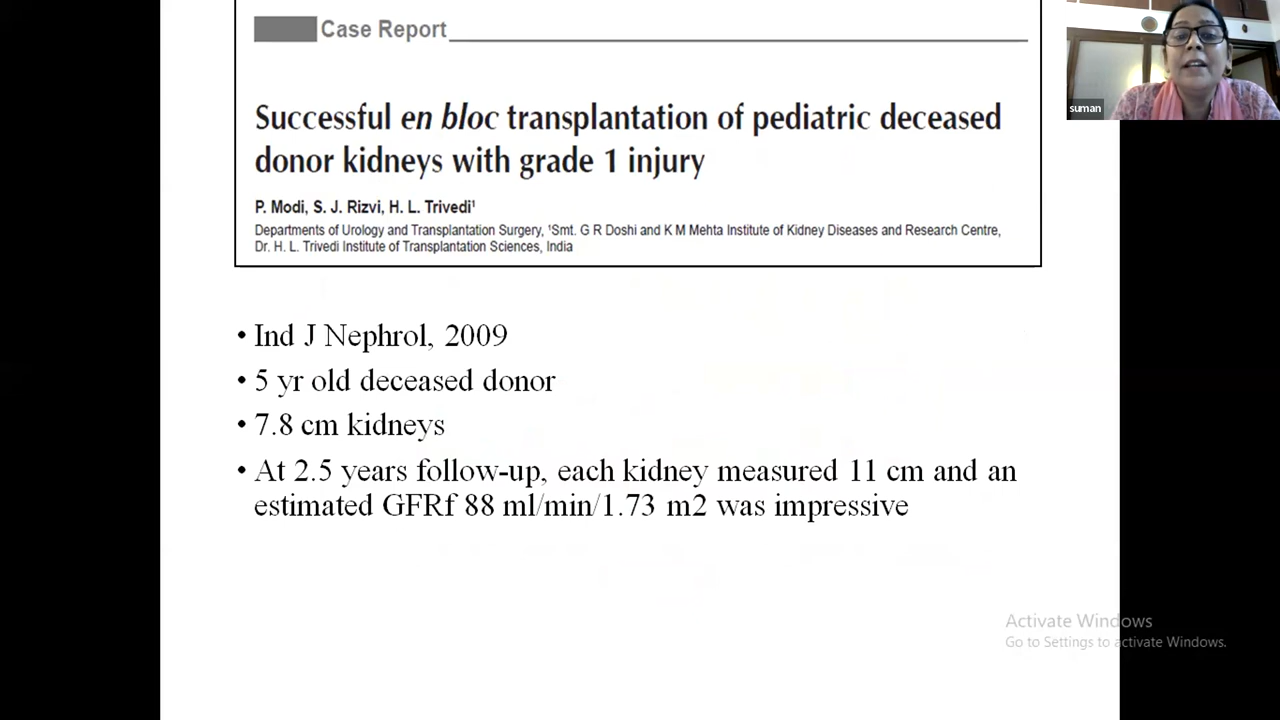 Case Report
Successful en bloc transplantation of pediatric deceased
donor kidneys with grade 1 injury
P. Modi, S. J. Rizvi, H. L. Trivedi¹
Departments of Urology and Transplantation Surgery, ¹Smt. G R Doshi and K M Mehta Institute of Kidney Diseases and Research Centre,
Dr. H. L. Trivedi Institute of Transplantation Sciences, India
• Ind J Nephrol, 2009
• 5 yr old deceased donor
• 7.8 cm kidneys
• At 2.5 years follow-up, each kidney measured 11 cm and an
estimated GFRf 88 ml/min/1.73 m2 was impressive
suman
Activate Windows
Go to Settings to activate Windows.